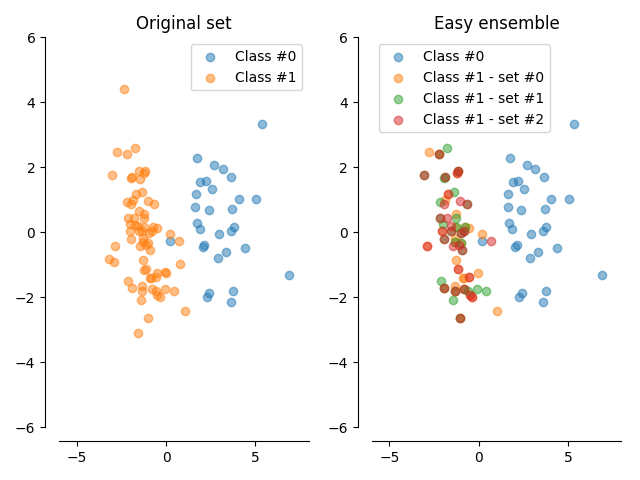 Original set
Easy ensemble
Class #0
Class #1
Class #0
Class #1 - set #0
Class #1 - set #1
Class #1 - set #2
6
4
2
0
−2
−4
−6
−5
0
5
6
4
2
0
−2
−4
−6
−5
0
5